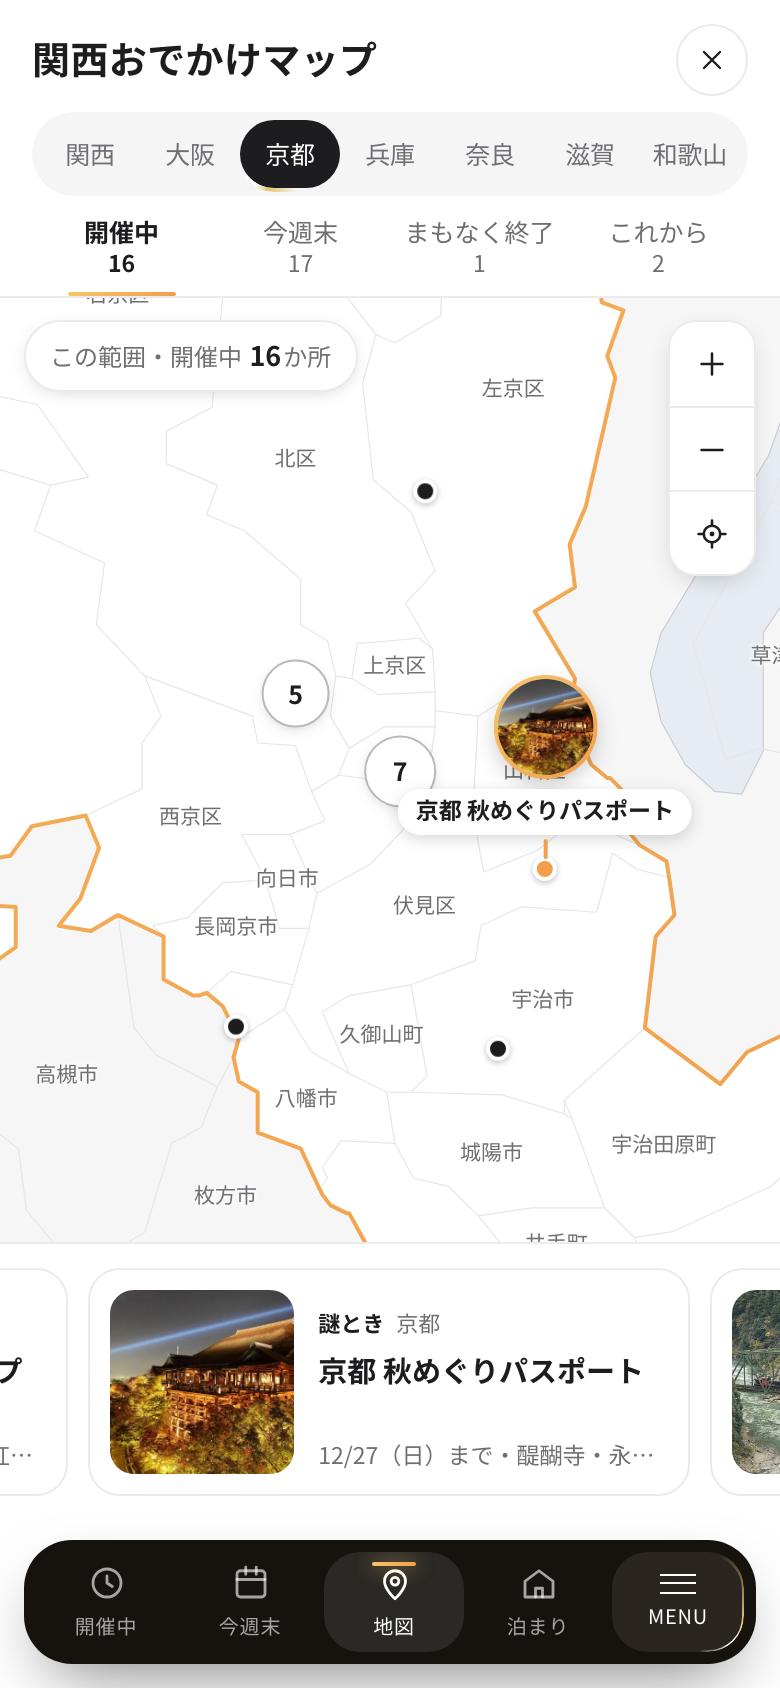 関西おでかけマップ
関西 大阪 京都 兵庫 奈良 滋賀 和歌山
開催中 今週末 まもなく終了 これから
16 17 1 2
この範囲・開催中 16か所
左京区
北区
上京区
5
7
京都 秋めぐりパスポート
西京区
向日市
伏見区
長岡京市
宇治市
久御山町
高槻市
八幡市
宇治田原町
城陽市
枚方市
謎とき 京都
プ 京都 秋めぐりパスポート
12/27（日）まで・醍醐寺・永…
開催中 今週末 地図 泊まり MENU